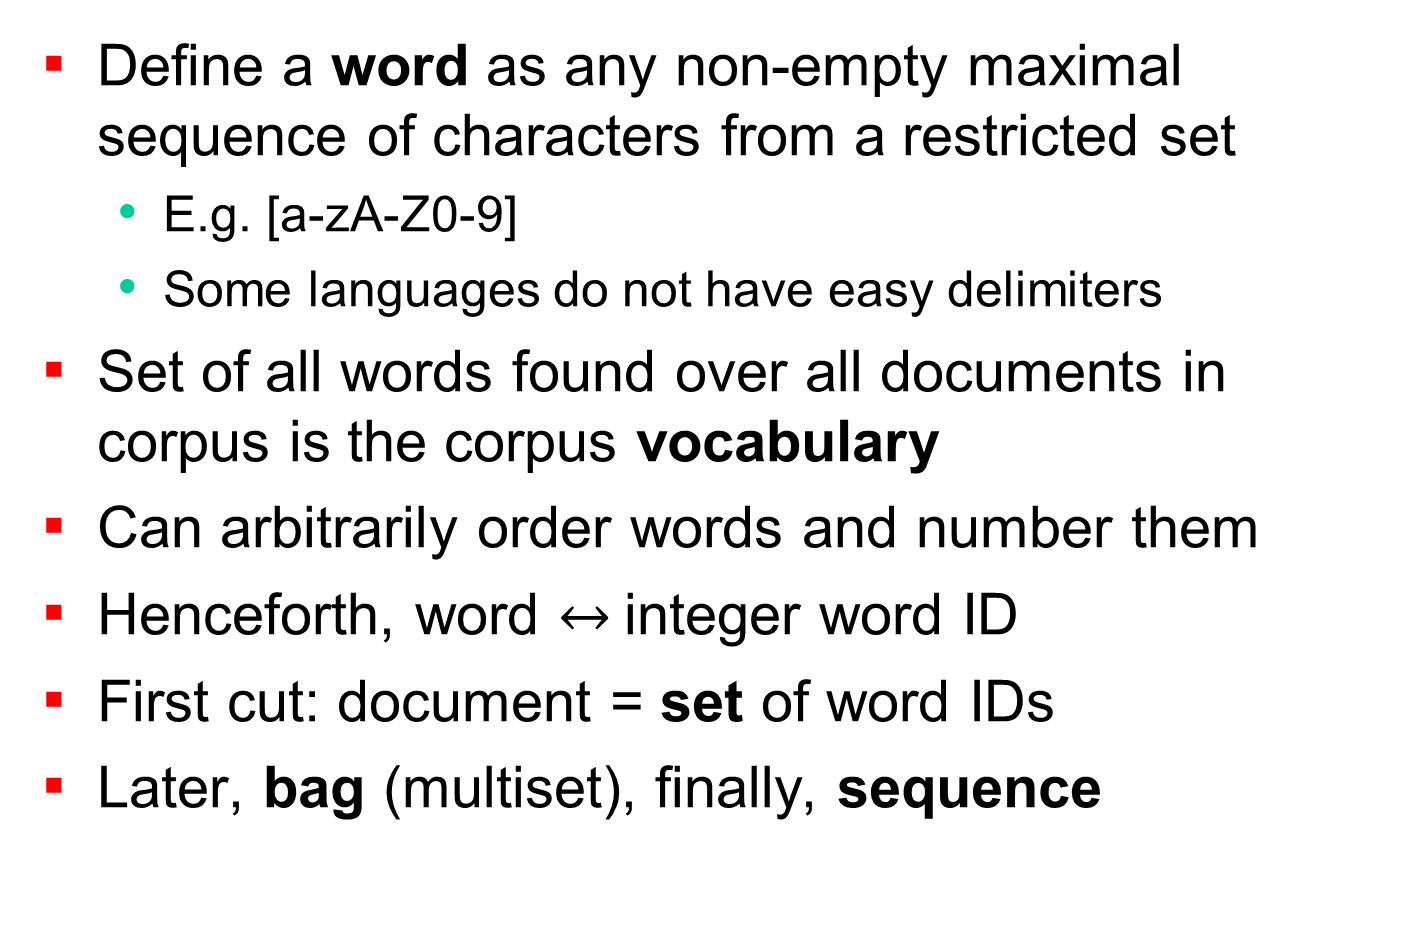 Define a word as any non-empty maximal
sequence of characters from a restricted set
E.g. [a-zA-Z0-9]
Some languages do not have easy delimiters
Set of all words found over all documents in
corpus is the corpus vocabulary
Can arbitrarily order words and number them
Henceforth, word ↔ integer word ID
First cut: document = set of word IDs
Later, bag (multiset), finally, sequence